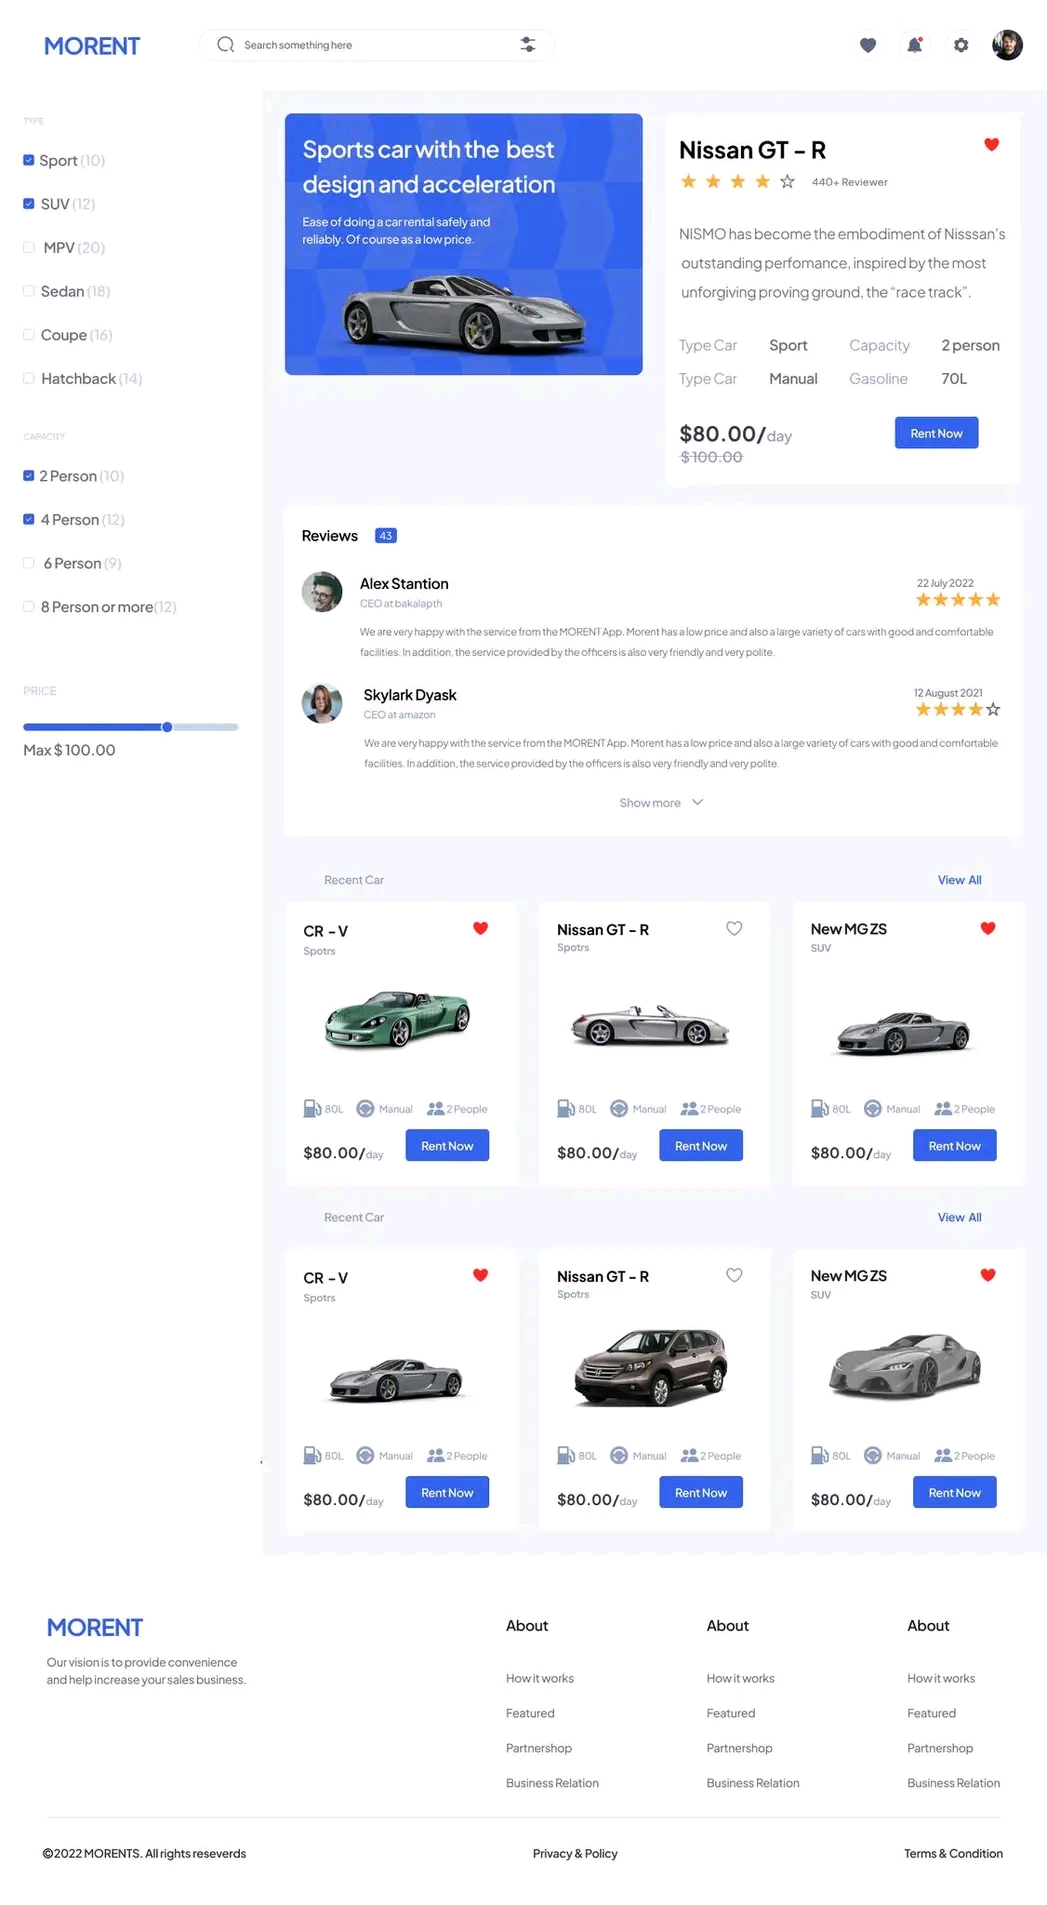 MORENT
Search something here
TYPE
Sport (10)
SUV (12)
MPV (20)
Sedan (18)
Coupe (16)
Hatchback (14)
CAPACITY
2 Person (10)
4 Person (12)
6 Person (9)
8 Person or more(12)
PRICE
Max $ 100.00
Sports car with the best
design and acceleration
Ease of doing a car rental safely and
reliably. Of course as a low price.
Nissan GT - R
440+ Reviewer
NISMO has become the embodiment of Nisssan's
outstanding perfomance, inspired by the most
unforgiving proving ground, the "race track".
Type Car Sport Capacity 2 person
Type Car Manual Gasoline 70L
$80.00/day
$ 100.00
Rent Now
Reviews 43
Alex Stantion
CEO at bakalapth
22 July 2022
We are very happy with the service from the MORENT App. Morent has a low price and also a large variety of cars with good and comfortable
facilities. In addition, the service provided by the officers is also very friendly and very polite.
Skylark Dyask
CEO at amazon
12 August 2021
We are very happy with the service from the MORENT App. Morent has a low price and also a large variety of cars with good and comfortable
facilities. In addition, the service provided by the officers is also very friendly and very polite.
Show more
Recent Car View All
CR - V
Spotrs
80L Manual 2 People
$80.00/day Rent Now
Nissan GT - R
Spotrs
80L Manual 2 People
$80.00/day Rent Now
New MG ZS
SUV
80L Manual 2 People
$80.00/day Rent Now
Recent Car View All
CR - V
Spotrs
80L Manual 2 People
$80.00/day Rent Now
Nissan GT - R
Spotrs
80L Manual 2 People
$80.00/day Rent Now
New MG ZS
SUV
80L Manual 2 People
$80.00/day Rent Now
MORENT
Our vision is to provide convenience
and help increase your sales business.
About
How it works
Featured
Partnershop
Business Relation
About
How it works
Featured
Partnershop
Business Relation
About
How it works
Featured
Partnershop
Business Relation
©2022 MORENTS. All rights reseverds
Privacy & Policy
Terms & Condition